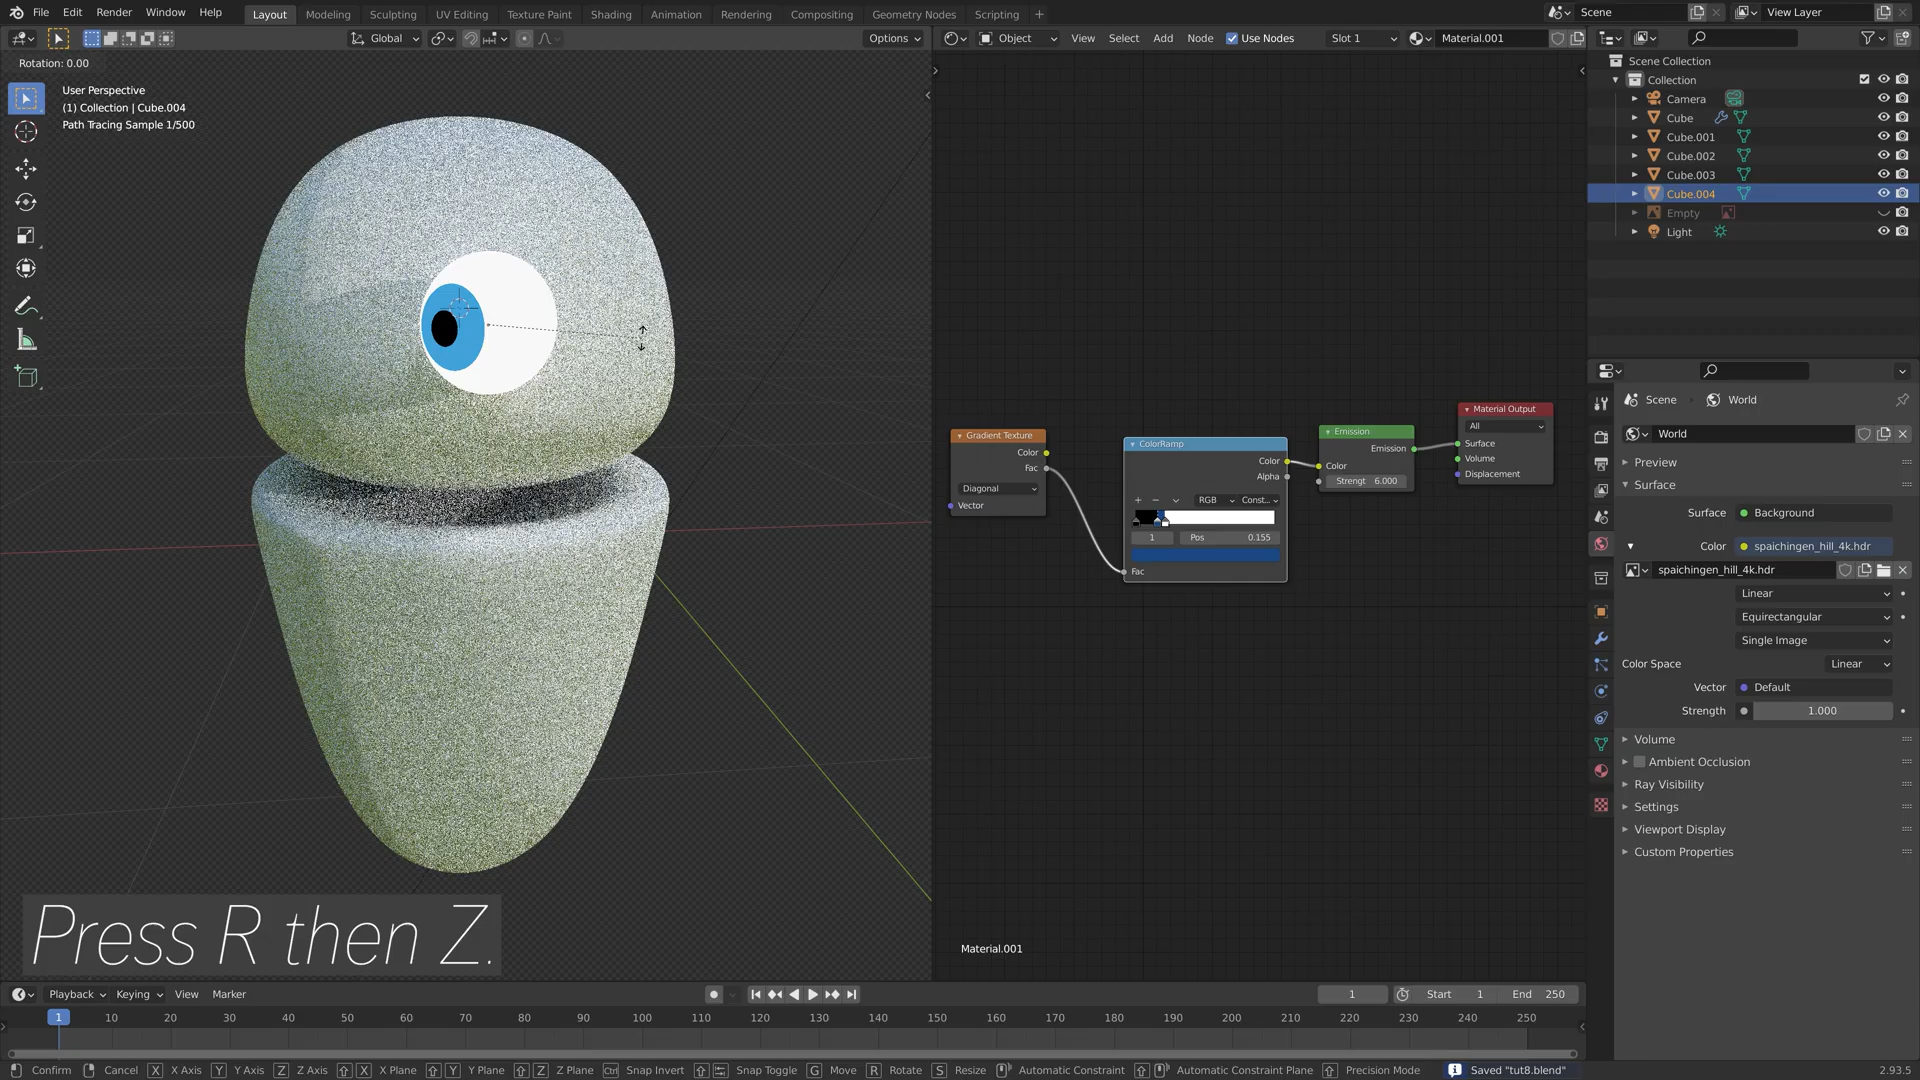 File Edit Render Window Help Layout Modeling Sculpting UV Editing Texture Paint Shading Animation Rendering Compositing Geometry Nodes Scripting + Scene View Layer
Global Options Object View Select Add Node Use Nodes Slot 1 Material.001
Rotation: 0.00
User Perspective
(1) Collection | Cube.004
Path Tracing Sample 1/500
Scene Collection
Collection
Camera
Cube
Cube.001
Cube.002
Cube.003
Cube.004
Empty
Light
Gradient Texture
Color
Fac
Diagonal
Vector
ColorRamp
Color
Alpha
RGB Const...
1 Pos 0.155
Fac
Emission
Emission
Color
Strengt 6.000
Material Output
All
Surface
Volume
Displacement
Material.001
Scene World
World
Preview
Surface
Surface Background
Color spaichingen_hill_4k.hdr
spaichingen_hill_4k.hdr
Linear
Equirectangular
Single Image
Color Space Linear
Vector Default
Strength 1.000
Volume
Ambient Occlusion
Ray Visibility
Settings
Viewport Display
Custom Properties
Press R then Z.
Playback Keying View Marker 1 Start 1 End 250
1 10 20 30 40 50 60 70 80 90 100 110 120 130 140 150 160 170 180 190 200 210 220 230 240 250
Confirm Cancel X X Axis Y Y Axis Z Z Axis X X Plane Y Y Plane Z Z Plane Ctrl Snap Invert Snap Toggle G Move R Rotate S Resize Automatic Constraint Automatic Constraint Plane Precision Mode Saved "tut8.blend" 2.93.5